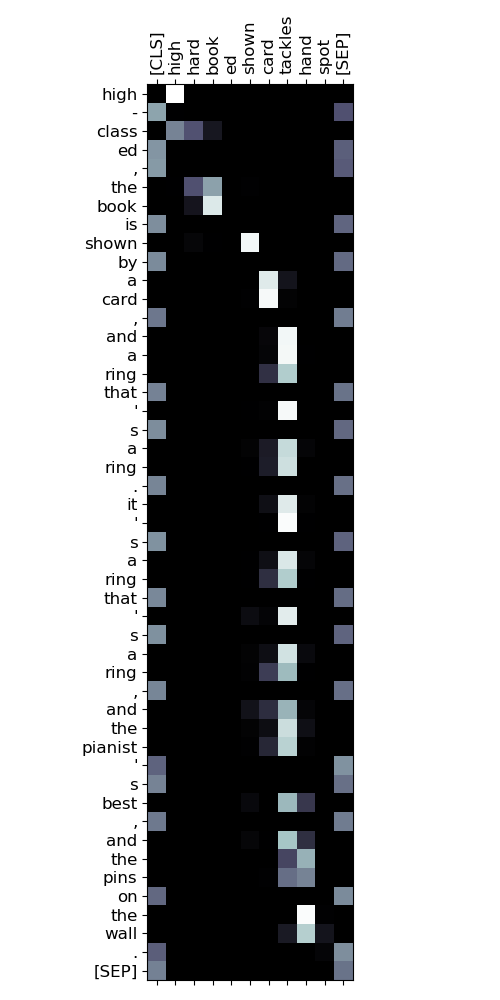 [CLS]
high
hard
book
ed
shown
card
tackles
hand
spot
[SEP]
high
-
class
ed
,
the
book
is
shown
by
a
card
,
and
a
ring
that
'
s
a
ring
.
it
'
s
a
ring
that
'
s
a
ring
,
and
the
pianist
'
s
best
,
and
the
pins
on
the
wall
.
[SEP]